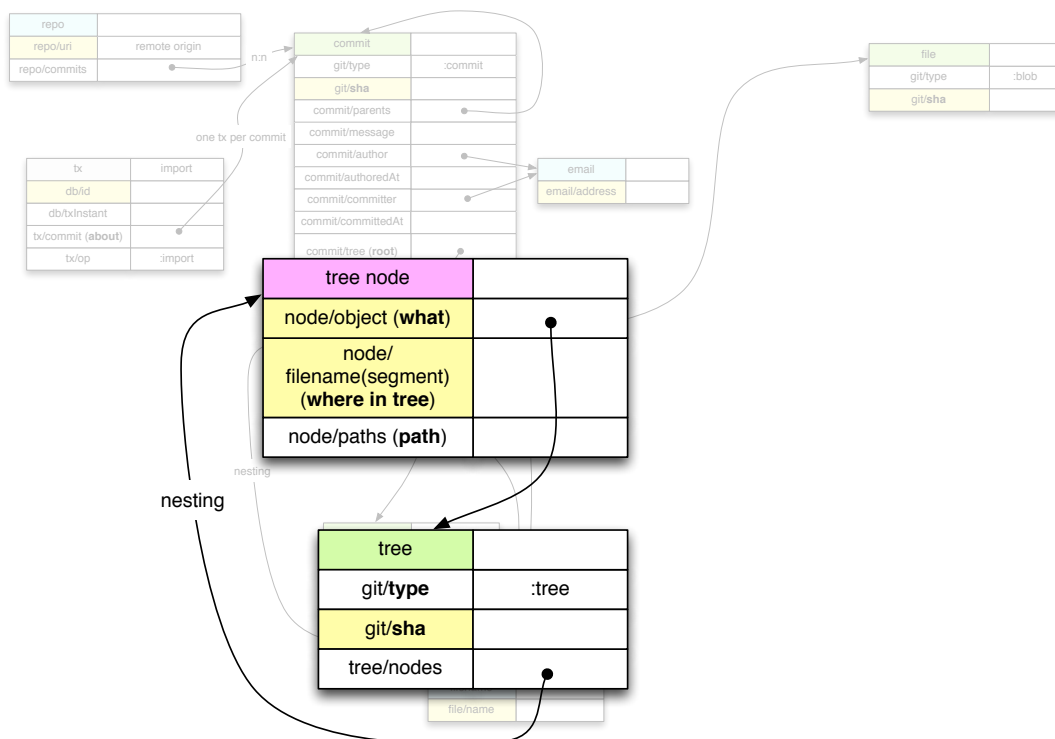 repo
repo/uri remote origin
repo/commits
n:n
commit
git/type :commit
git/sha
commit/parents
commit/message
commit/author
commit/authoredAt
commit/committer
commit/committedAt
commit/tree (root)
file
git/type :blob
git/sha
one tx per commit
tx import
db/id
db/txInstant
tx/commit (about)
tx/op :import
email
email/address
tree node
node/object (what)
node/
filename(segment)
(where in tree)
node/paths (path)
nesting
nesting
tree
git/type :tree
git/sha
tree/nodes
file/name